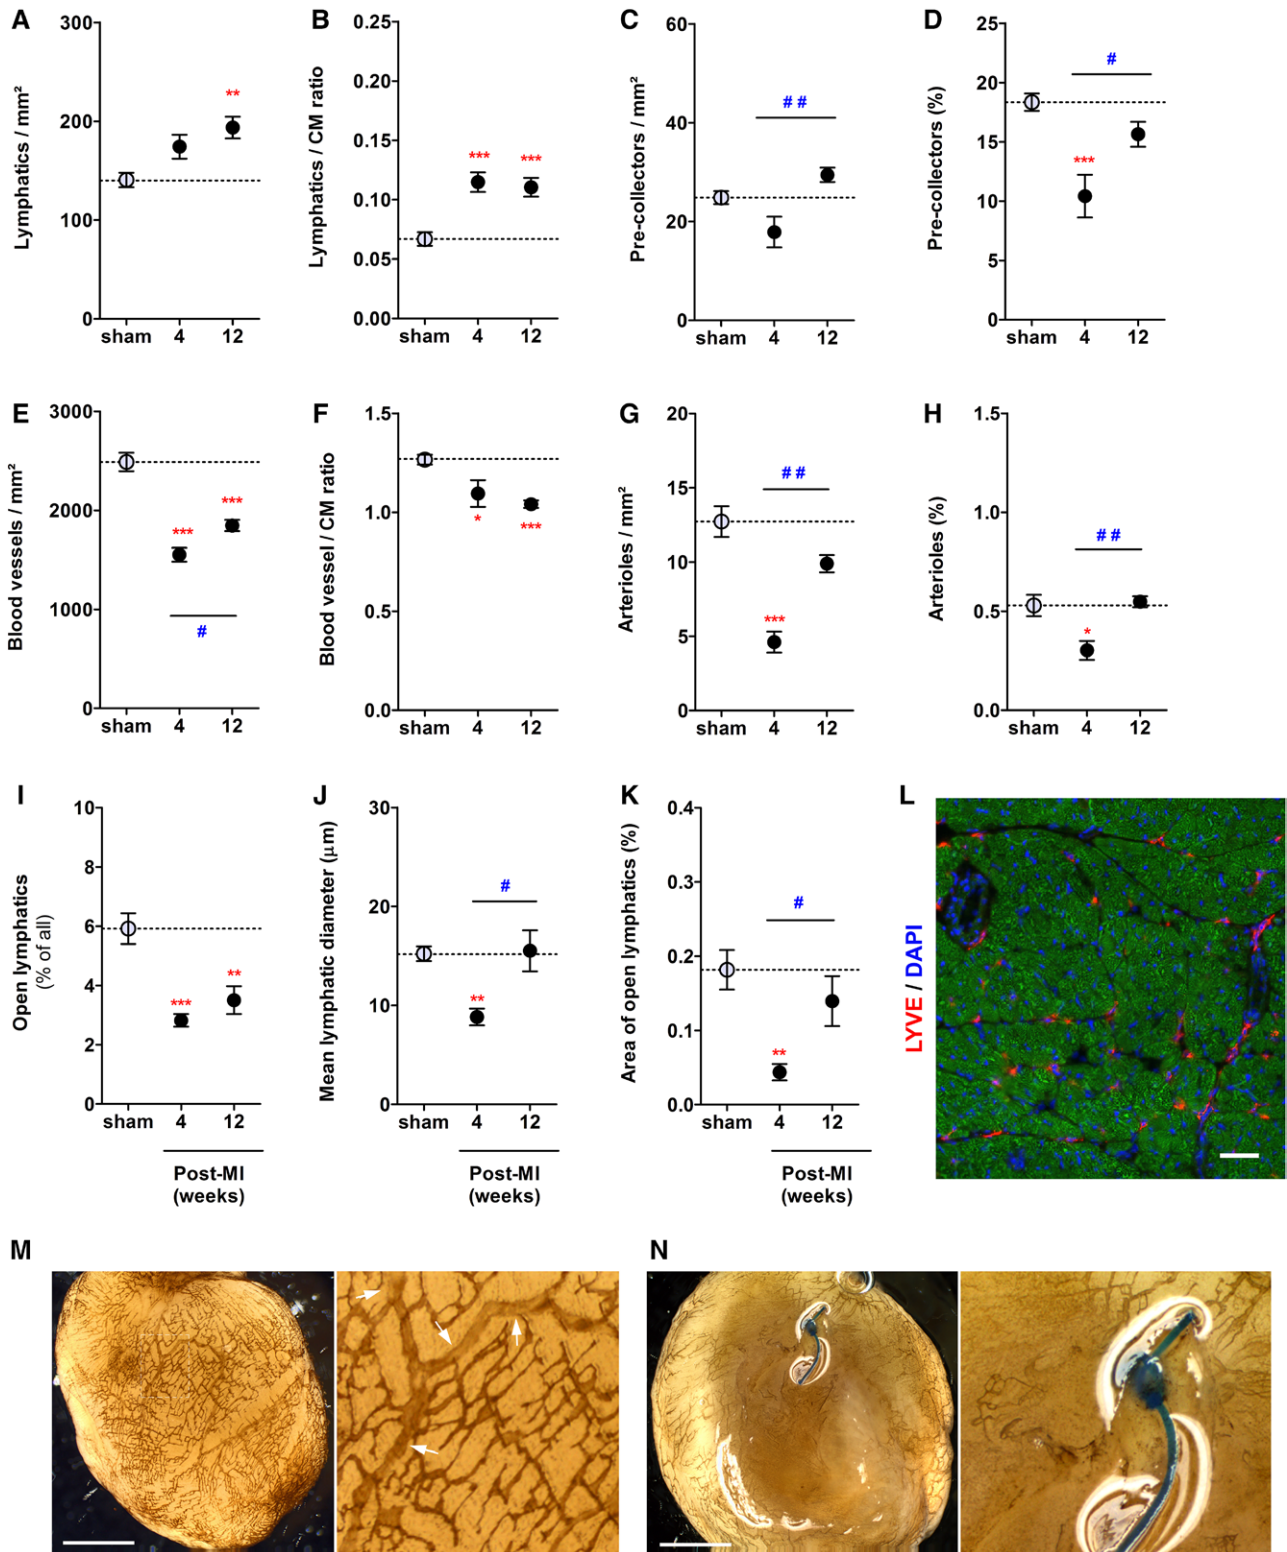 A
Lymphatics / mm²
300
200
100
0
**
sham 4 12
B
Lymphatics / CM ratio
0.25
0.20
0.15
0.10
0.05
0.00
*** ***
sham 4 12
C
Pre-collectors / mm²
60
40
20
0
# #
sham 4 12
D
Pre-collectors (%)
25
20
15
10
5
0
#
***
sham 4 12
E
Blood vessels / mm²
3000
2000
1000
0
***
***
#
sham 4 12
F
Blood vessel / CM ratio
1.5
1.0
0.5
0.0
*
***
sham 4 12
G
Arterioles / mm²
20
15
10
5
0
# #
***
sham 4 12
H
Arterioles (%)
1.5
1.0
0.5
0.0
# #
*
sham 4 12
I
Open lymphatics
(% of all)
10
8
6
4
2
0
***
**
sham 4 12
Post-MI
(weeks)
J
Mean lymphatic diameter (μm)
30
20
10
0
#
**
sham 4 12
Post-MI
(weeks)
K
Area of open lymphatics (%)
0.4
0.3
0.2
0.1
0.0
#
**
sham 4 12
Post-MI
(weeks)
L
LYVE / DAPI
M
N